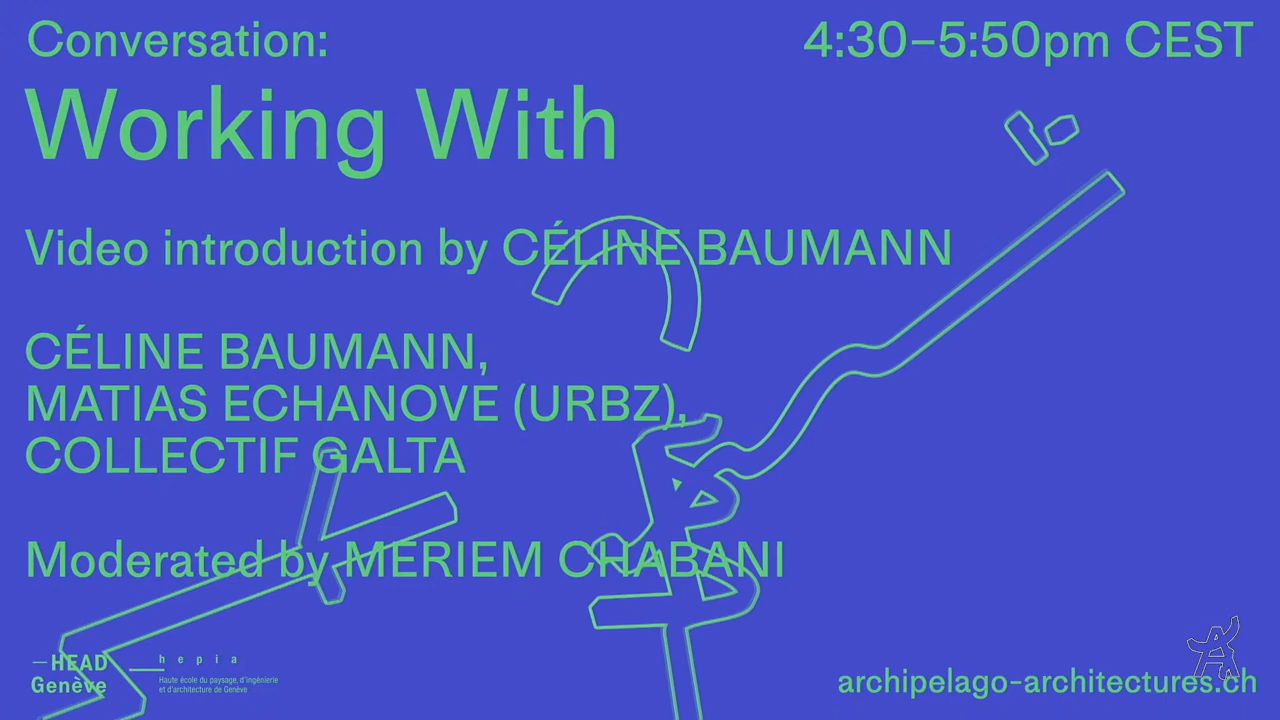 Conversation:
4:30–5:50pm CEST
Working With
Video introduction by CÉLINE BAUMANN
CÉLINE BAUMANN,
MATIAS ECHANOVE (URBZ),
COLLECTIF GALTA
Moderated by MERIEM CHABANI
—HEAD
Genève
hepia
Haute école du paysage, d'ingénierie
et d'architecture de Genève
archipelago-architectures.ch